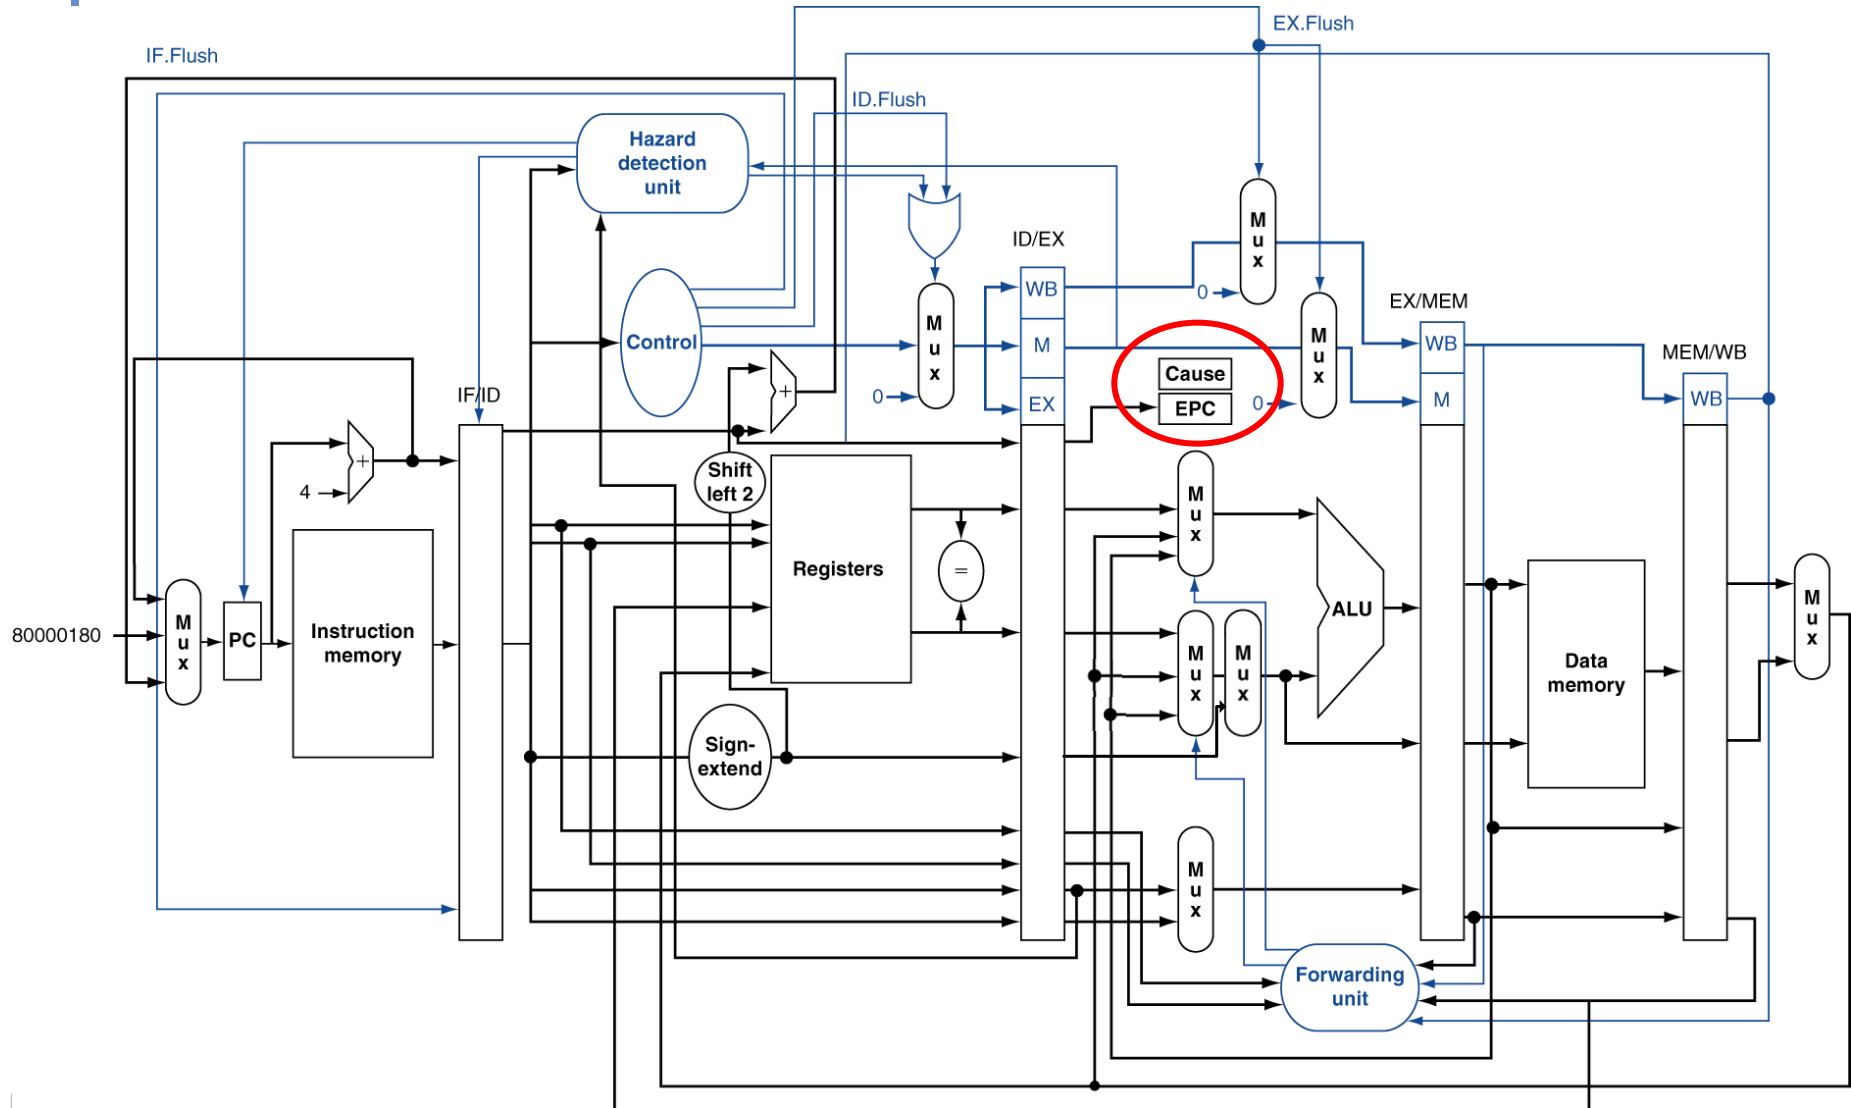 EX.Flush
IF.Flush
ID.Flush
Hazard
detection
unit
M
u
x
ID/EX
0
WB
EX/MEM
M
u
x
M
u
x
Control
M
WB
MEM/WB
Cause
0
EX
EPC
0
M
WB
IF/ID
+
+
4
Shift
left 2
M
u
x
Registers
=
ALU
80000180
M
u
x
PC
Instruction
memory
M
u
x
M
u
x
Data
memory
M
u
x
Sign-
extend
M
u
x
Forwarding
unit